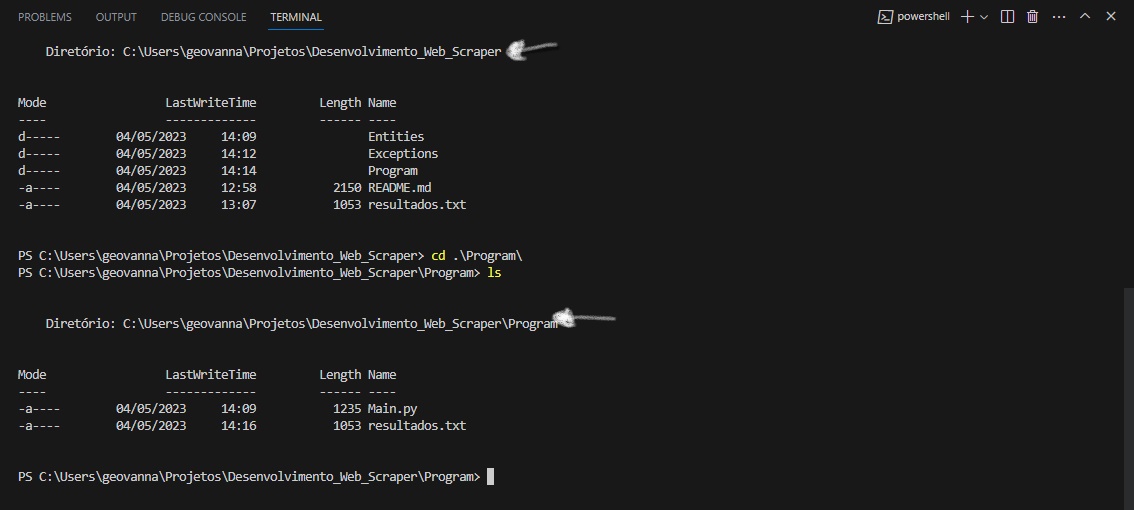 PROBLEMS OUTPUT DEBUG CONSOLE TERMINAL powershell
Diretório: C:\Users\geovanna\Projetos\Desenvolvimento_Web_Scraper
Mode LastWriteTime Length Name
---- ------------- ------ ----
d----- 04/05/2023 14:09 Entities
d----- 04/05/2023 14:12 Exceptions
d----- 04/05/2023 14:14 Program
-a---- 04/05/2023 12:58 2150 README.md
-a---- 04/05/2023 13:07 1053 resultados.txt
PS C:\Users\geovanna\Projetos\Desenvolvimento_Web_Scraper> cd .\Program\
PS C:\Users\geovanna\Projetos\Desenvolvimento_Web_Scraper\Program> ls
Diretório: C:\Users\geovanna\Projetos\Desenvolvimento_Web_Scraper\Program
Mode LastWriteTime Length Name
---- ------------- ------ ----
-a---- 04/05/2023 14:09 1235 Main.py
-a---- 04/05/2023 14:16 1053 resultados.txt
PS C:\Users\geovanna\Projetos\Desenvolvimento_Web_Scraper\Program>